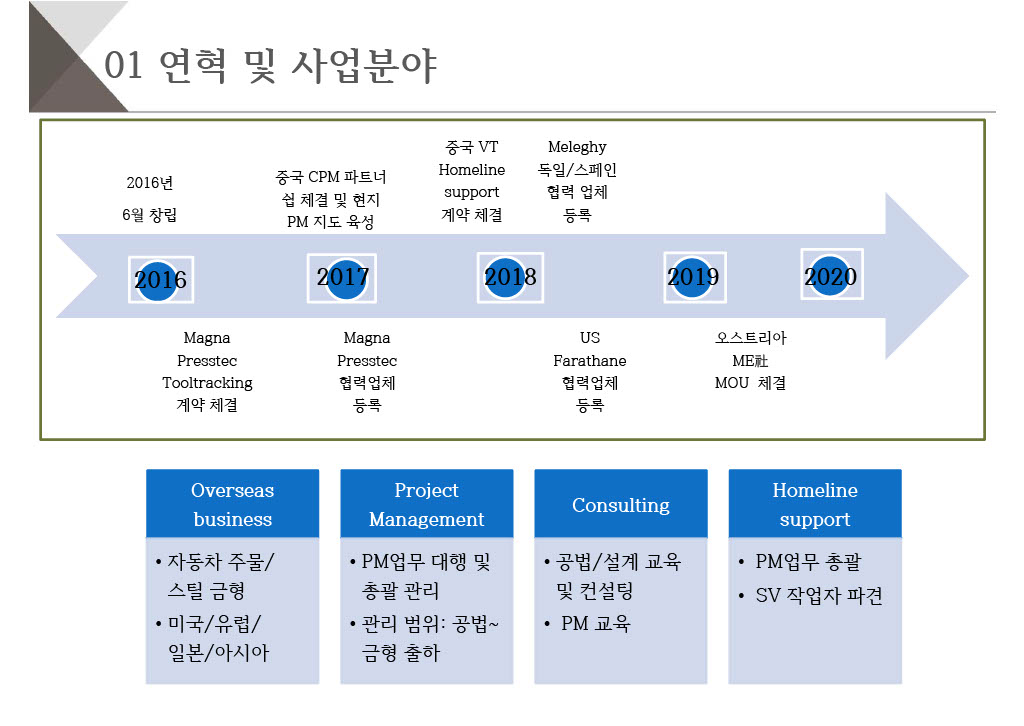 01 연혁 및 사업분야
2016년
6월 창립
중국 CPM 파트너
쉽 체결 및 현지
PM 지도 육성
중국 VT
Homeline
support
계약 체결
Meleghy
독일/스페인
협력 업체
등록
2016
2017
2018
2019
2020
Magna
Presstec
Tooltracking
계약 체결
Magna
Presstec
협력업체
등록
US
Farathane
협력업체
등록
오스트리아
ME社
MOU 체결
Overseas
business
• 자동차 주물/
스틸 금형
• 미국/유럽/
일본/아시아
Project
Management
• PM업무 대행 및
총괄 관리
• 관리 범위: 공법~
금형 출하
Consulting
• 공법/설계 교육
및 컨설팅
• PM 교육
Homeline
support
• PM업무 총괄
• SV 작업자 파견